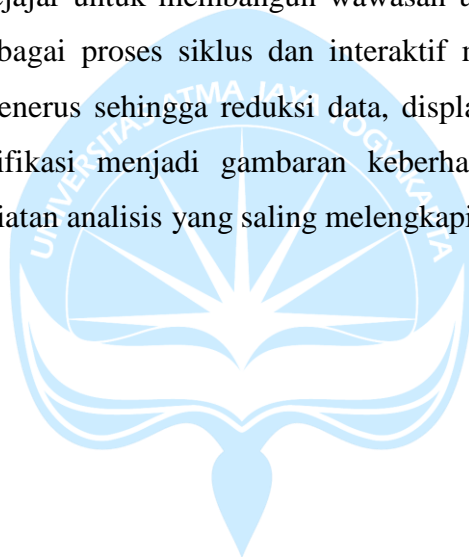 ejajar untuk membangun wawasan
bagai proses siklus dan interaktif
enerus sehingga reduksi data, displa
ifikasi menjadi gambaran keberha
iatan analisis yang saling melengkapi
UNIVERSITAS ATMA JAYA YOGYAKARTA